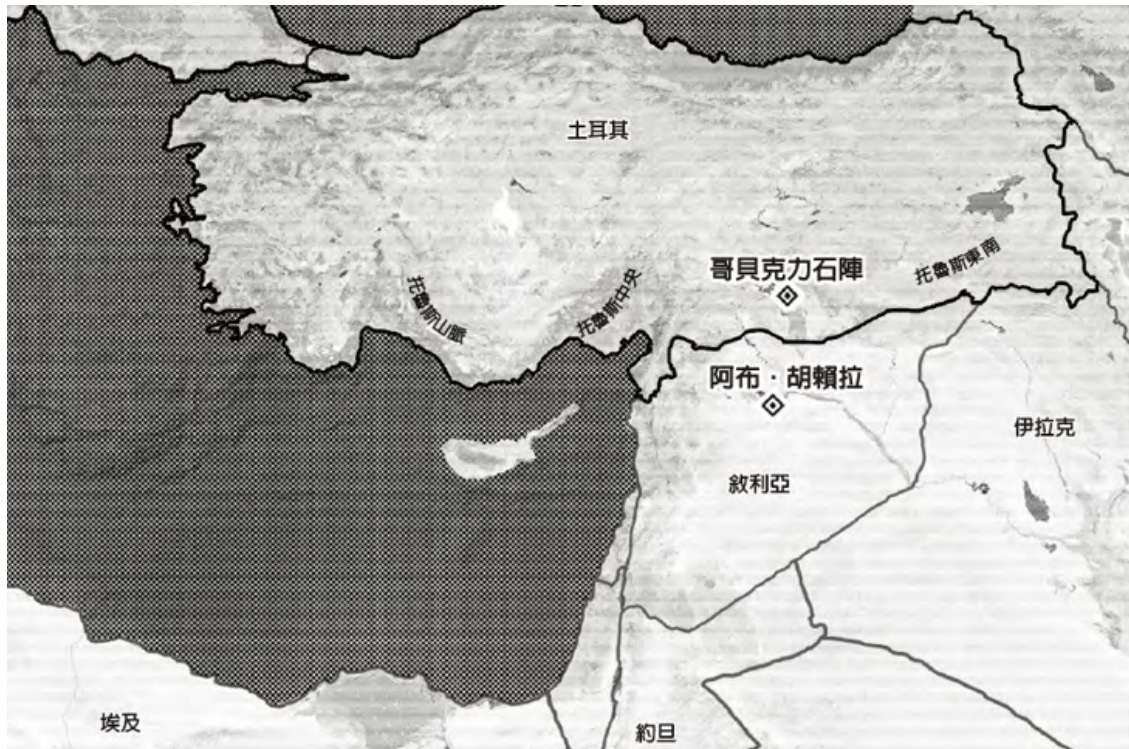 土耳其
哥貝克力石陣
托魯斯東南
托魯斯山脈
托魯斯中央
阿布·胡賴拉
伊拉克
敘利亞
埃及
約旦